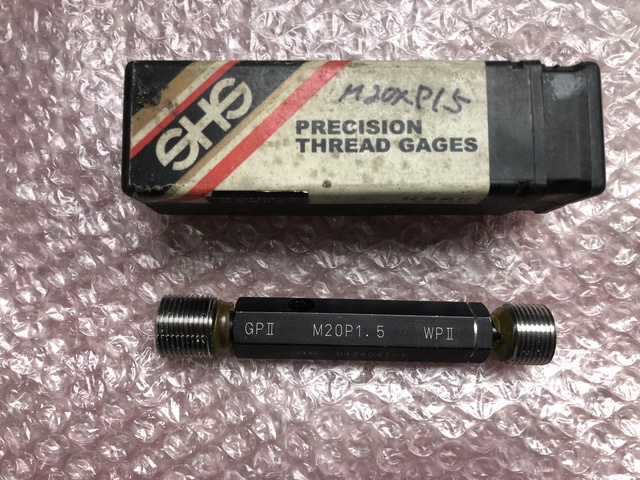 M20×P1.5
SHS
PRECISION
THREAD GAGES
GPⅡ M20P1.5 WPⅡ